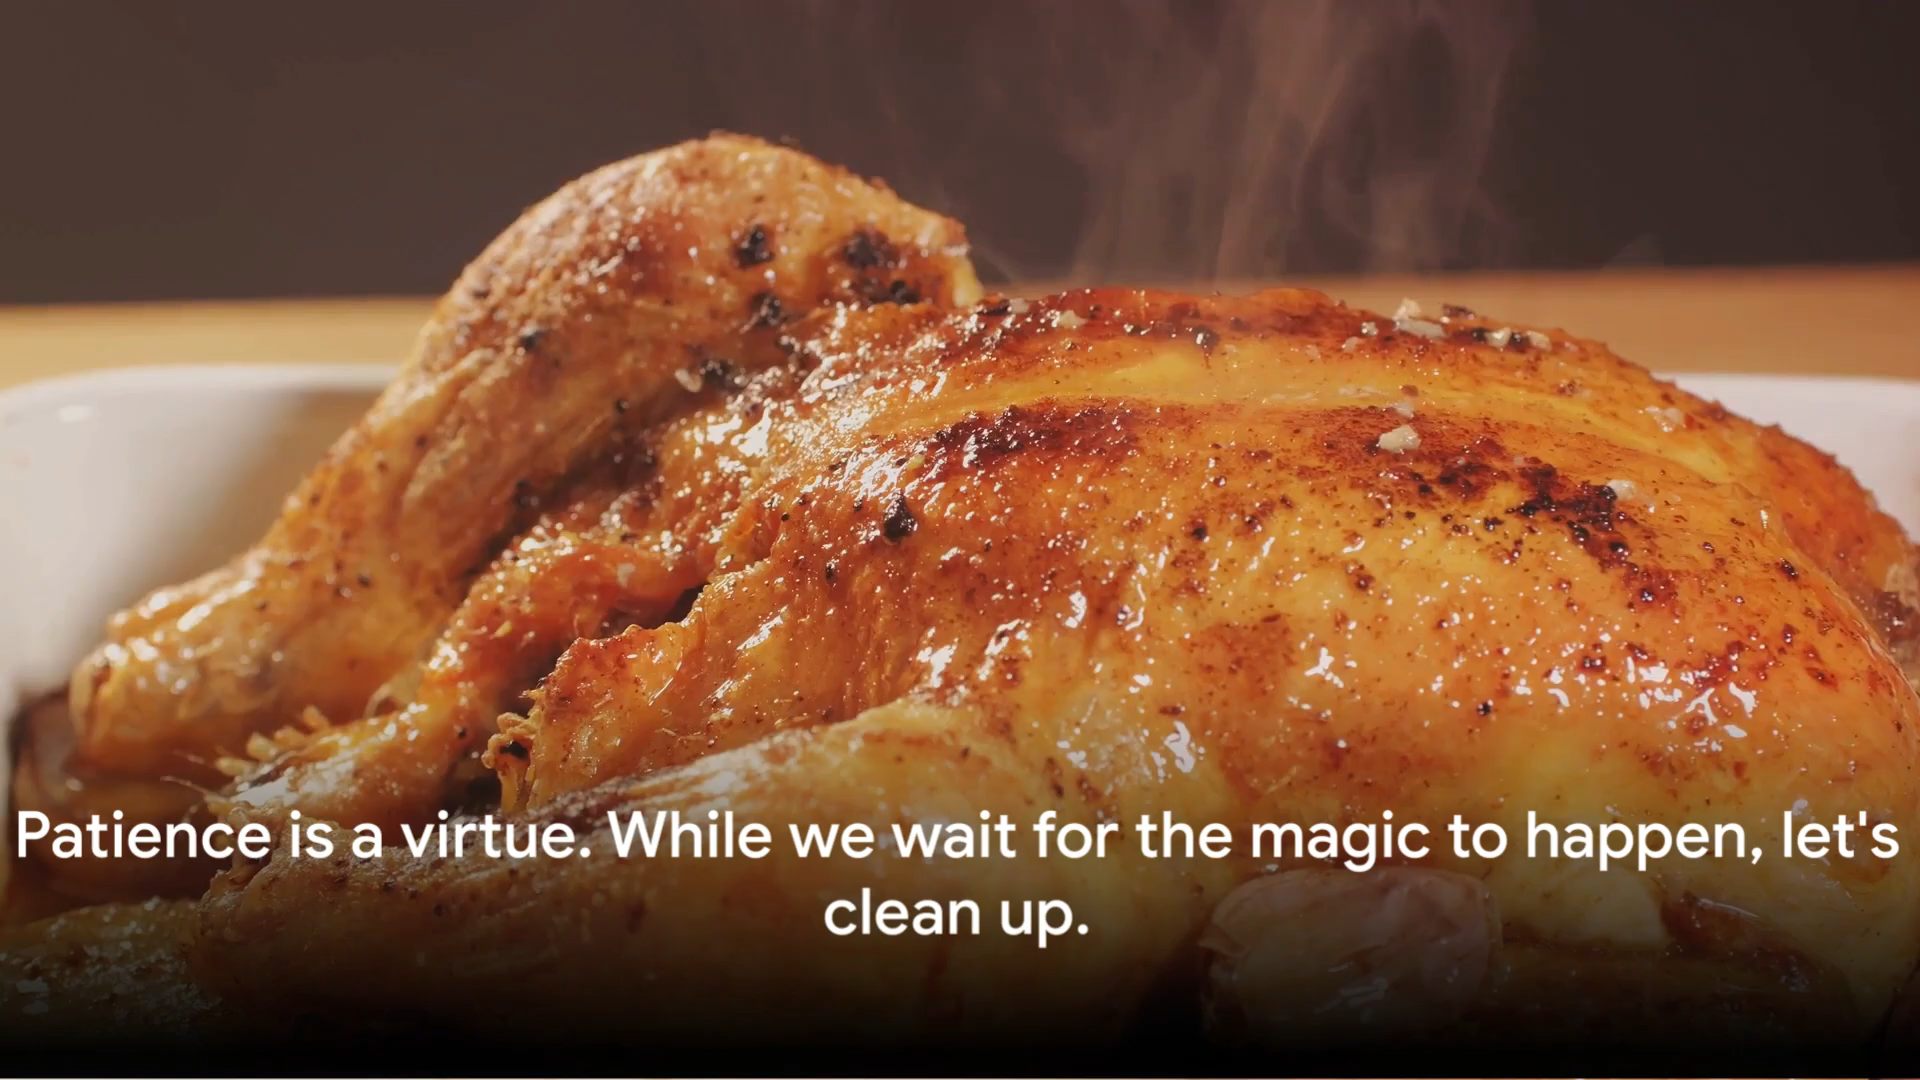 Patience is a virtue. While we wait for the magic to happen, let's
clean up.